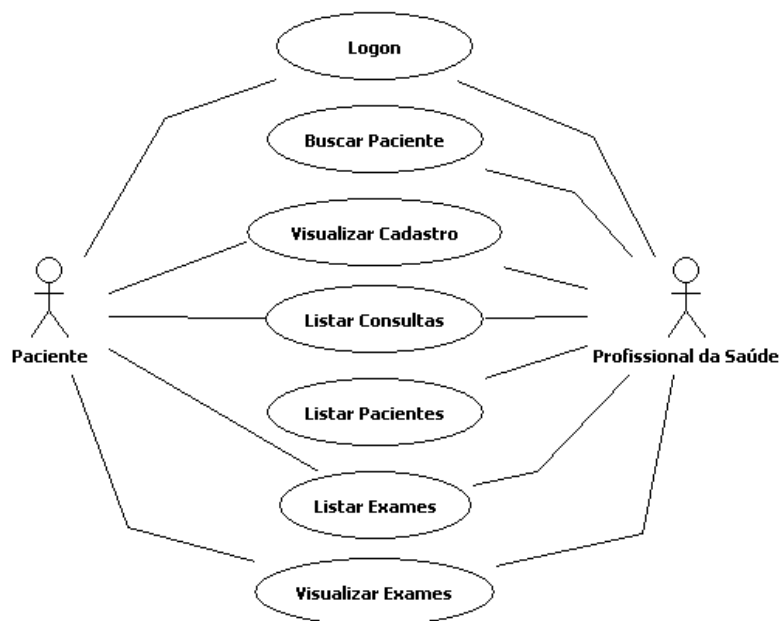 Logon
Buscar Paciente
Visualizar Cadastro
Listar Consultas
Paciente
Profissional da Saúde
Listar Pacientes
Listar Exames
Visualizar Exames